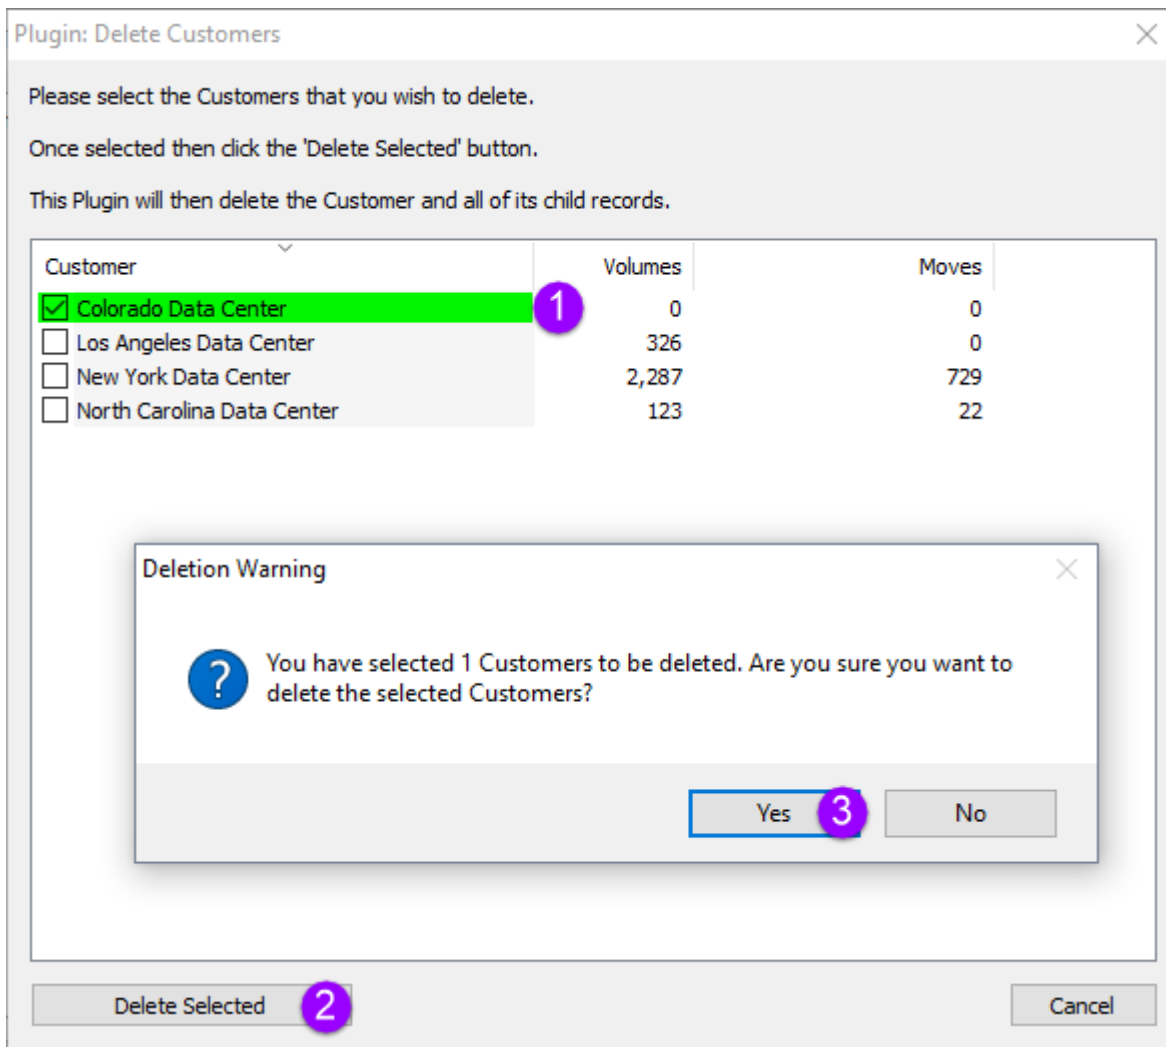 Plugin: Delete Customers
Please select the Customers that you wish to delete.
Once selected then click the 'Delete Selected' button.
This Plugin will then delete the Customer and all of its child records.
Customer Volumes Moves
Colorado Data Center 1 0 0
Los Angeles Data Center 326 0
New York Data Center 2,287 729
North Carolina Data Center 123 22
Deletion Warning
? You have selected 1 Customers to be deleted. Are you sure you want to
delete the selected Customers?
Yes 3 No
Delete Selected 2 Cancel